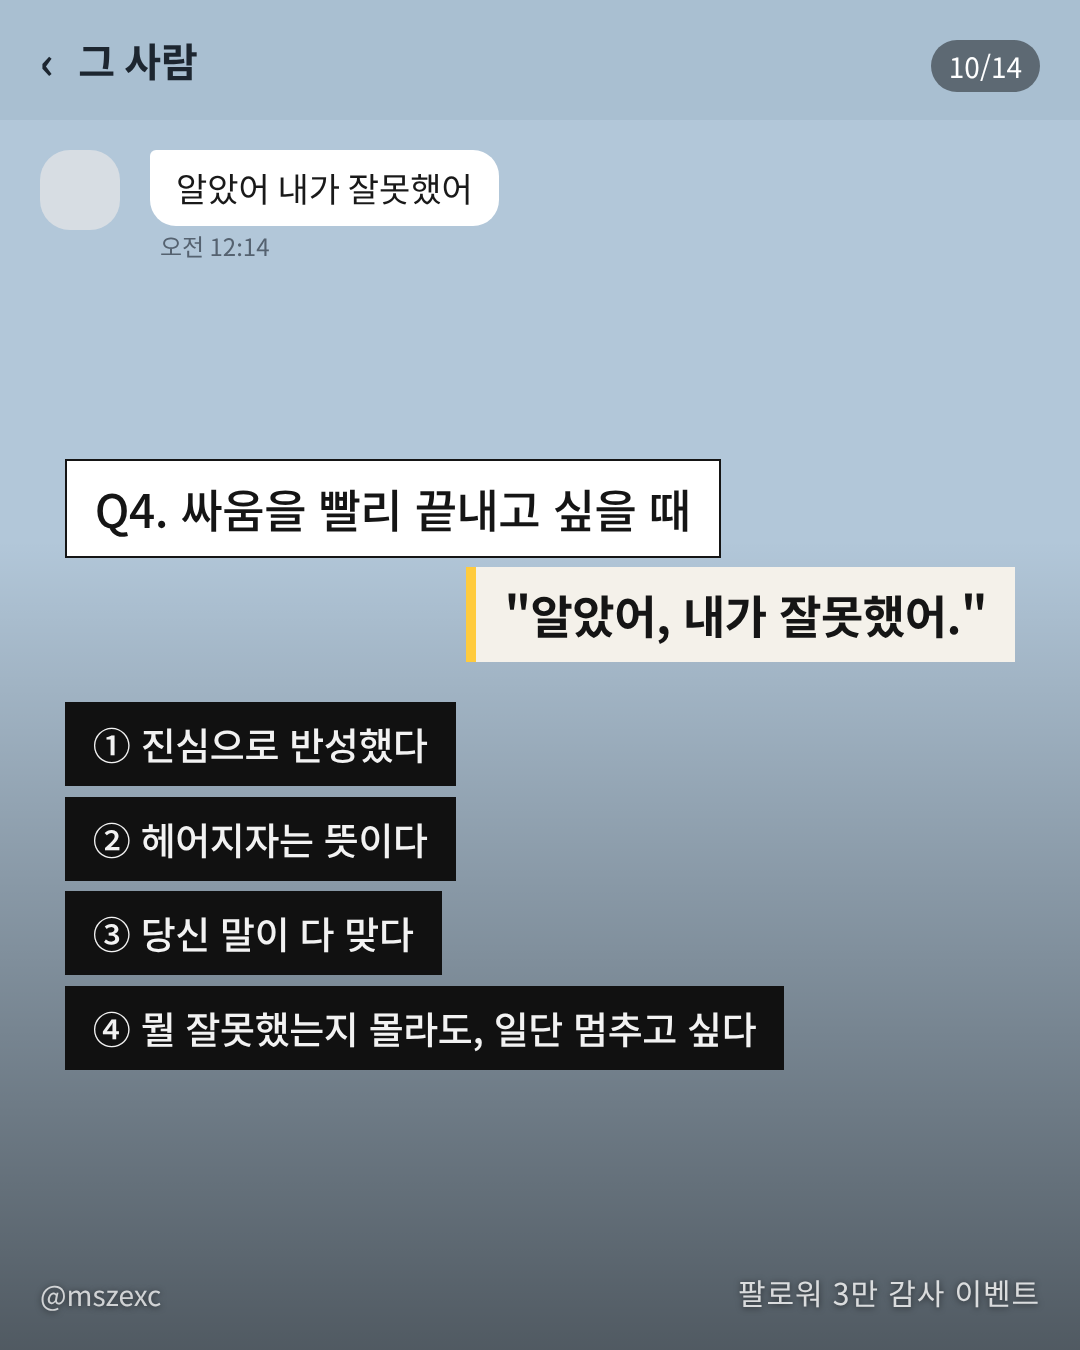 ‹ 그 사람
10/14
알았어 내가 잘못했어
오전 12:14
Q4. 싸움을 빨리 끝내고 싶을 때
"알았어, 내가 잘못했어."
① 진심으로 반성했다
② 헤어지자는 뜻이다
③ 당신 말이 다 맞다
④ 뭘 잘못했는지 몰라도, 일단 멈추고 싶다
@mszexc
팔로워 3만 감사 이벤트